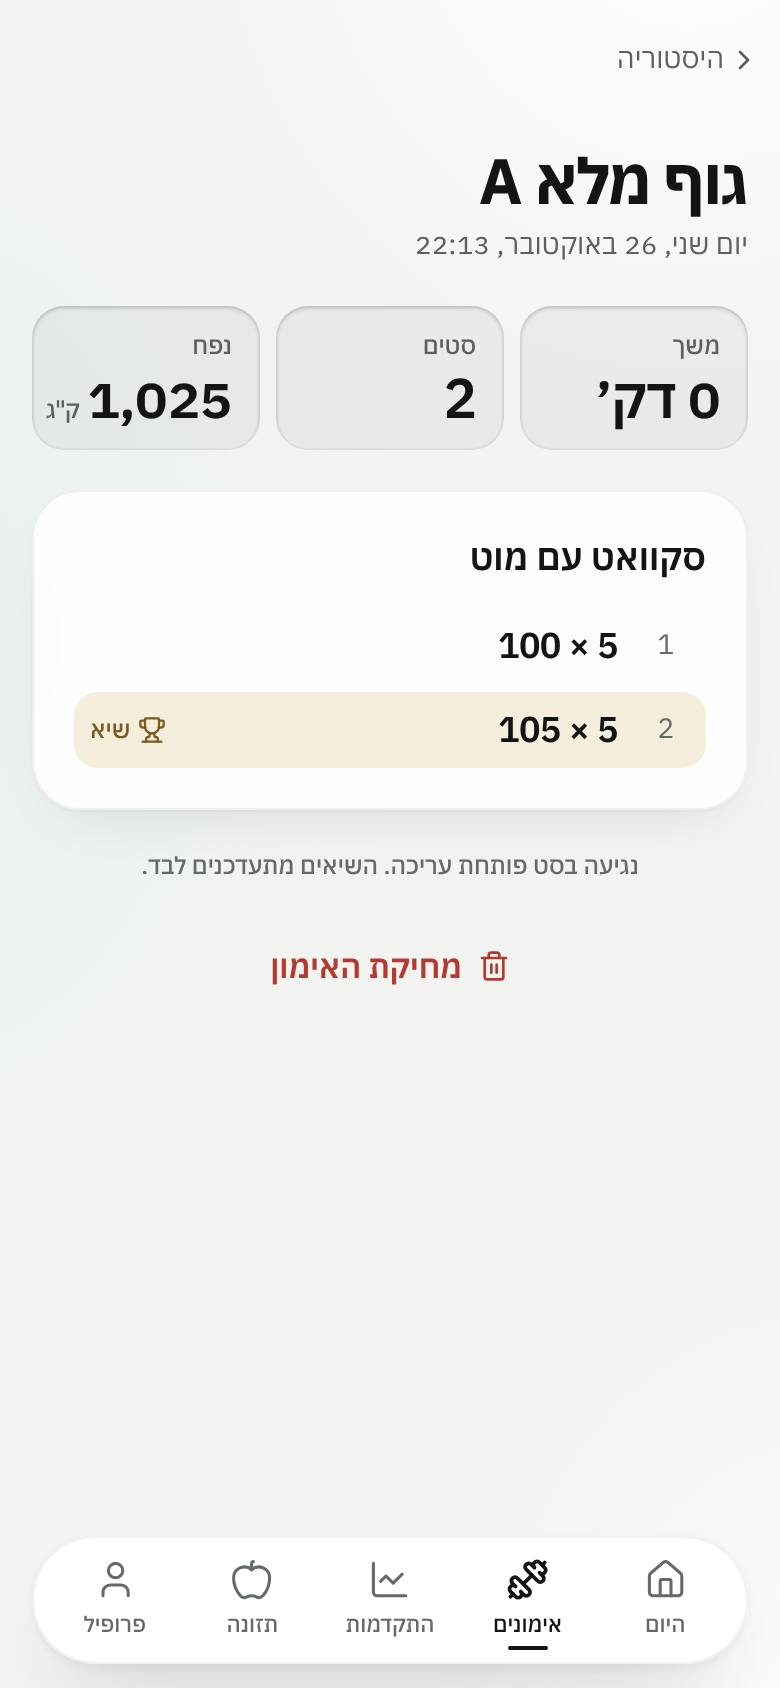 היסטוריה
גוף מלא A
יום שני, 26 באוקטובר, 22:13
משך
0 דק׳
סטים
2
נפח
1,025 ק"ג
סקוואט עם מוט
1 100 × 5
2 105 × 5 שיא
נגיעה בסט פותחת עריכה. השיאים מתעדכנים לבד.
מחיקת האימון
היום
אימונים
התקדמות
תזונה
פרופיל